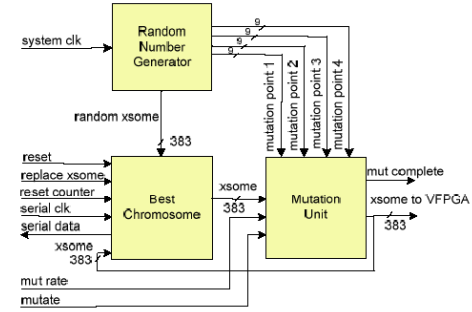 system clk
Random
Number
Generator
9
9
9
9
mutation point 1
mutation point 2
mutation point 3
mutation point 4
random xsome
383
reset
replace xsome
reset counter
serial clk
serial data
xsome
383
Best
Chromosome
xsome
383
Mutation
Unit
mut complete
xsome to VFPGA
383
mut rate
mutate